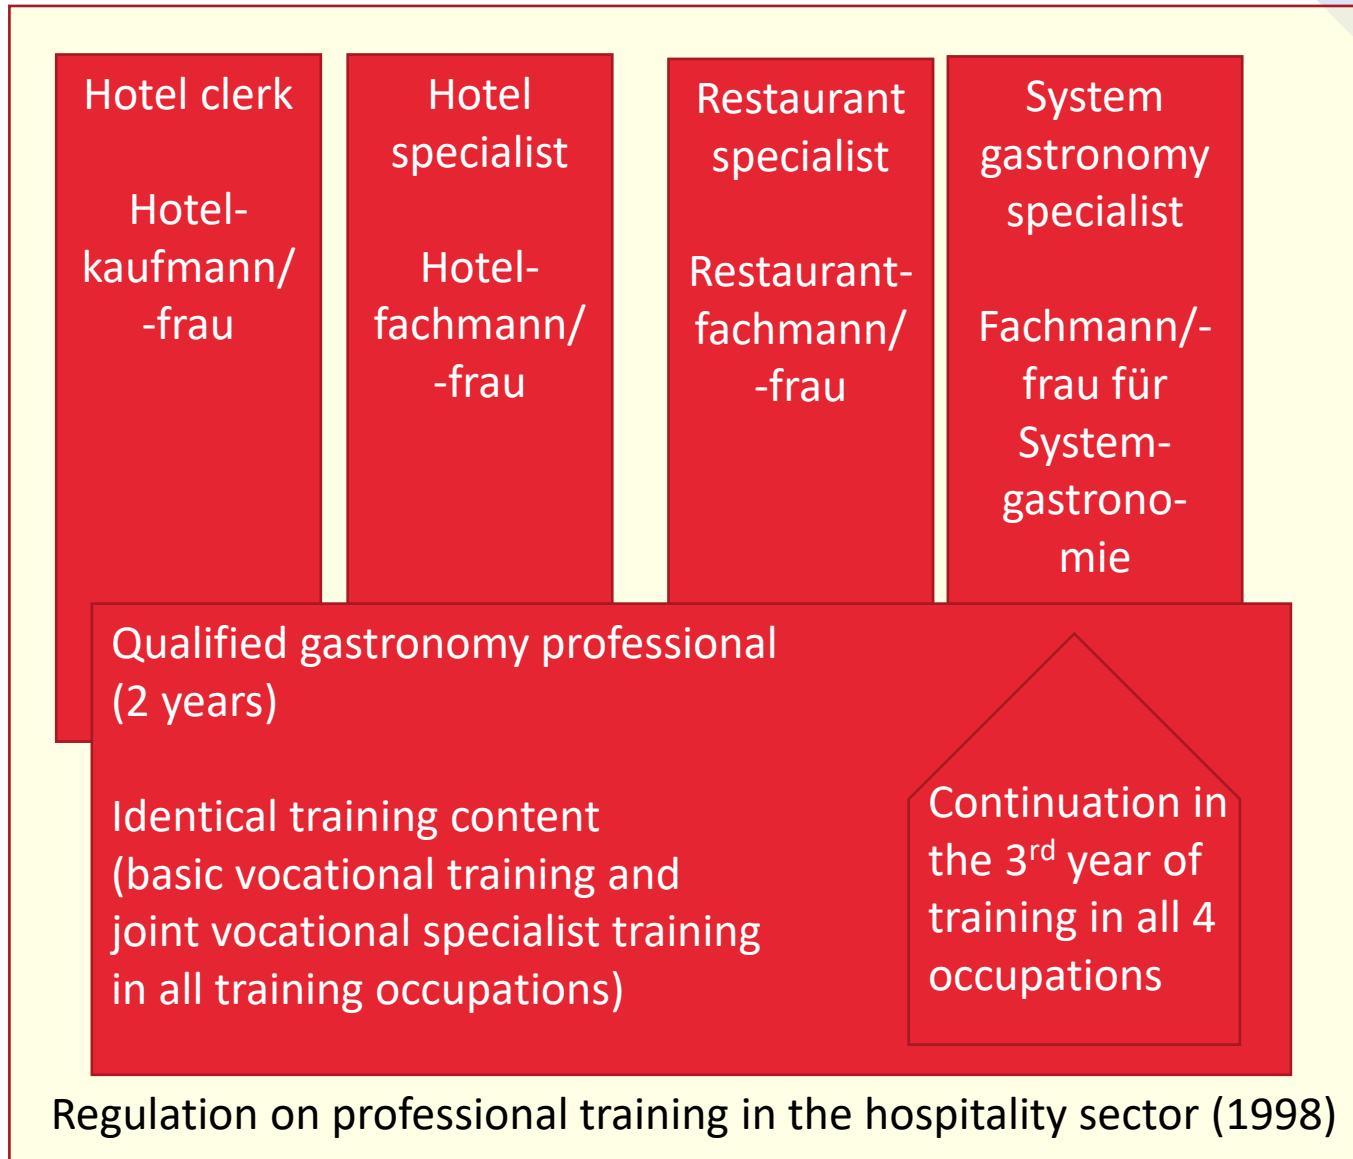 Hotel clerk
Hotel-
kaufmann/
-frau
Hotel
specialist
Hotel-
fachmann/
-frau
Restaurant
specialist
Restaurant-
fachmann/
-frau
System
gastronomy
specialist
Fachmann/-
frau für
System-
gastrono-
mie
Qualified gastronomy professional
(2 years)
Identical training content
(basic vocational training and
joint vocational specialist training
in all training occupations)
Continuation in
the 3rd year of
training in all 4
occupations
Regulation on professional training in the hospitality sector (1998)